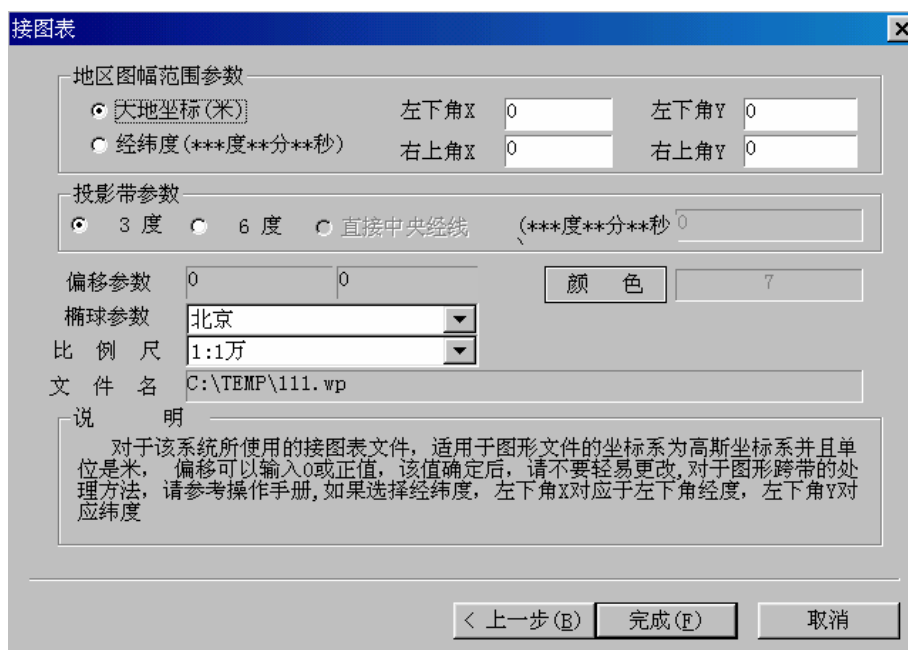 接图表
地区图幅范围参数
大地坐标(米) 左下角X 0 左下角Y 0
经纬度(***度**分**秒) 右上角X 0 右上角Y 0
投影带参数
3 度 6 度 直接中央经线 (***度**分**秒 0
偏移参数 0 0 颜 色 7
椭球参数 北京
比 例 尺 1:1万
文 件 名 C:\TEMP\111.wp
说 明
对于该系统所使用的接图表文件，适用于图形文件的坐标系为高斯坐标系并且单
位是米， 偏移可以输入0或正值，该值确定后，请不要轻易更改,对于图形跨带的处
理方法，请参考操作手册,如果选择经纬度，左下角X对应于左下角经度，左下角Y对
应纬度
< 上一步(B) 完成(F) 取消